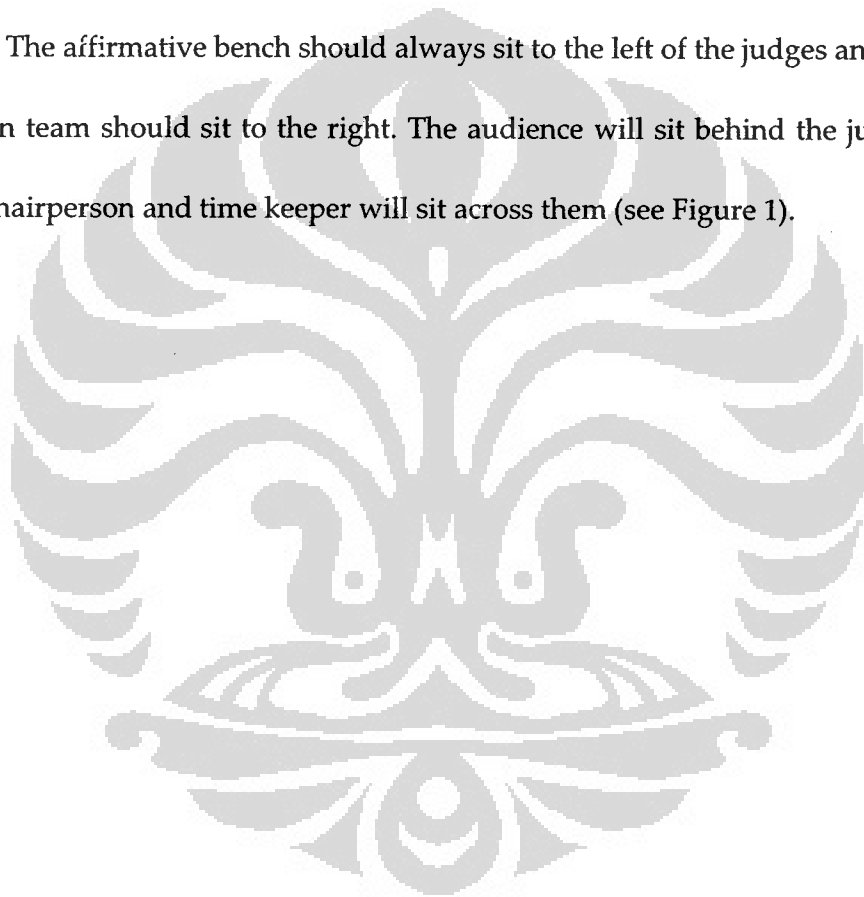 The affirmative bench should always sit to the left of the judges an
n team should sit to the right. The audience will sit behind the ju
hairperson and time keeper will sit across them (see Figure 1).